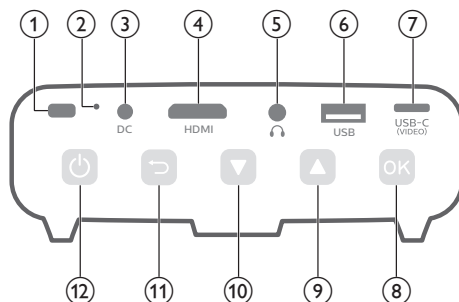 ① ② ③ ④ ⑤ ⑥ ⑦
DC HDMI USB USB-C
(VIDEO)
OK
⑫ ⑪ ⑩ ⑨ ⑧